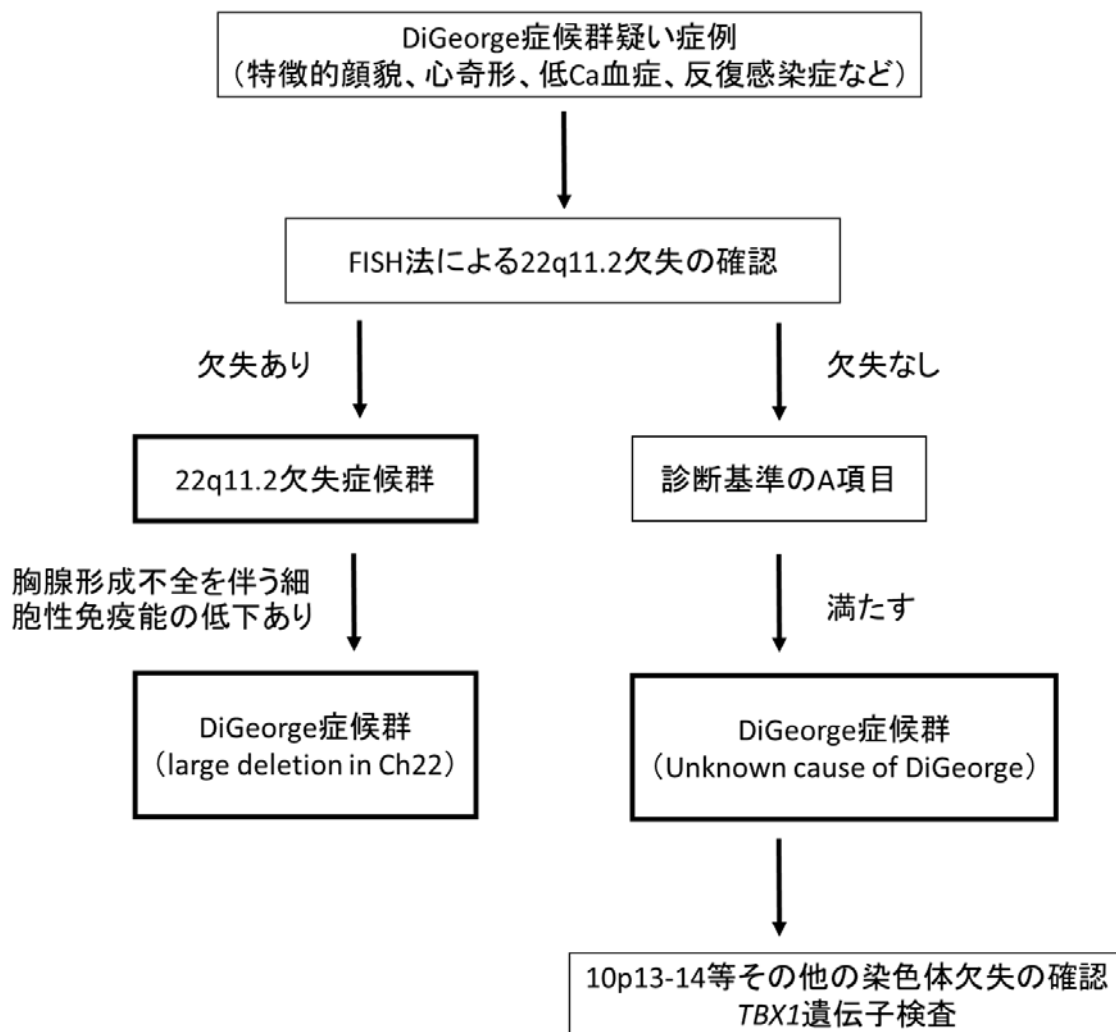 DiGeorge症候群疑い症例
（特徴的顔貌、心奇形、低Ca血症、反復感染症など）
FISH法による22q11.2欠失の確認
欠失あり
欠失なし
22q11.2欠失症候群
診断基準のA項目
胸腺形成不全を伴う細
胞性免疫能の低下あり
満たす
DiGeorge症候群
（large deletion in Ch22）
DiGeorge症候群
（Unknown cause of DiGeorge）
10p13-14等その他の染色体欠失の確認
TBX1遺伝子検査